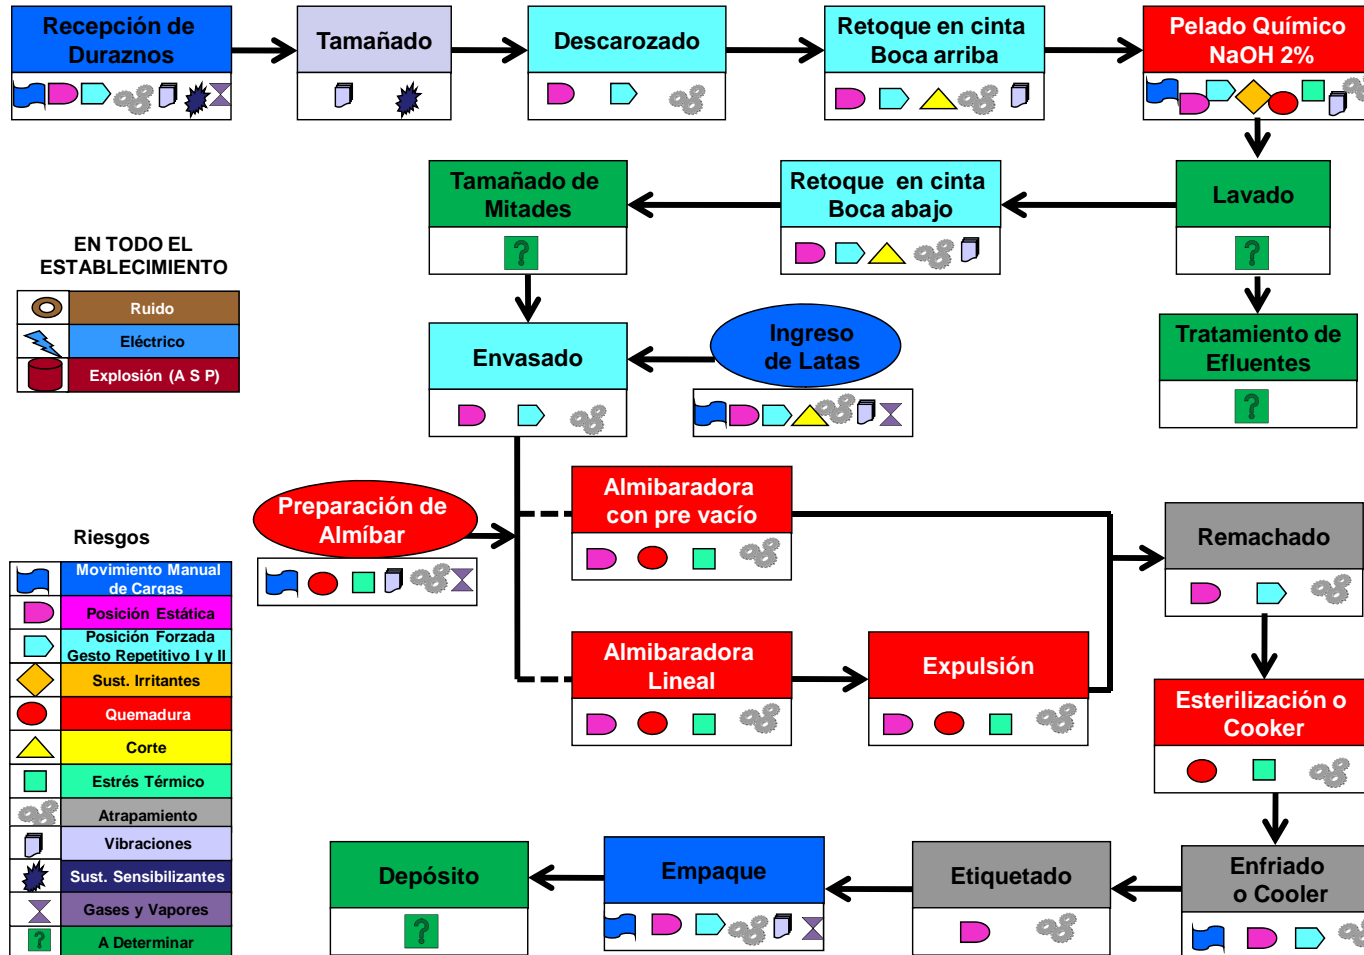 Recepción de
Duraznos
Tamañado
Descarozado
Retoque en cinta
Boca arriba
Pelado Químico
NaOH 2%
Tamañado de
Mitades
Retoque en cinta
Boca abajo
Lavado
?
?
EN TODO EL
ESTABLECIMIENTO
Ruido
Eléctrico
Explosión (A S P)
Envasado
Ingreso
de Latas
Tratamiento de
Efluentes
?
Preparación de
Almíbar
Almibaradora
con pre vacío
Remachado
Riesgos
Movimiento Manual
de Cargas
Posición Estática
Posición Forzada
Gesto Repetitivo I y II
Sust. Irritantes
Quemadura
Corte
Estrés Térmico
Atrapamiento
Vibraciones
Sust. Sensibilizantes
Gases y Vapores
?
A Determinar
Almibaradora
Lineal
Expulsión
Esterilización o
Cooker
Depósito
?
Empaque
Etiquetado
Enfriado
o Cooler